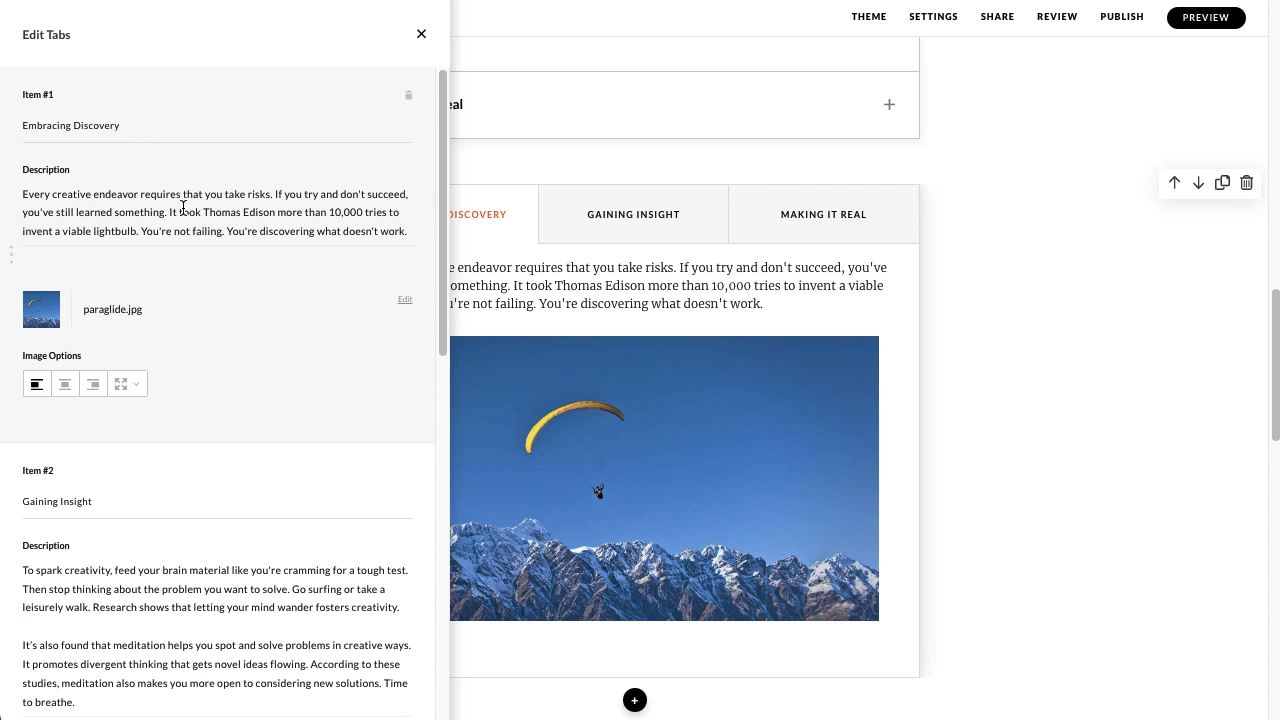 Edit Tabs
THEME SETTINGS SHARE REVIEW PUBLISH PREVIEW
Item #1
Embracing Discovery
Description
Every creative endeavor requires that you take risks. If you try and don't succeed,
you've still learned something. It took Thomas Edison more than 10,000 tries to
invent a viable lightbulb. You're not failing. You're discovering what doesn't work.
paraglide.jpg
Edit
Image Options
Item #2
Gaining Insight
Description
To spark creativity, feed your brain material like you're cramming for a tough test.
Then stop thinking about the problem you want to solve. Go surfing or take a
leisurely walk. Research shows that letting your mind wander fosters creativity.
It's also found that meditation helps you spot and solve problems in creative ways.
It promotes divergent thinking that gets novel ideas flowing. According to these
studies, meditation also makes you more open to considering new solutions. Time
to breathe.
eal
DISCOVERY GAINING INSIGHT MAKING IT REAL
e endeavor requires that you take risks. If you try and don't succeed, you've
omething. It took Thomas Edison more than 10,000 tries to invent a viable
u're not failing. You're discovering what doesn't work.